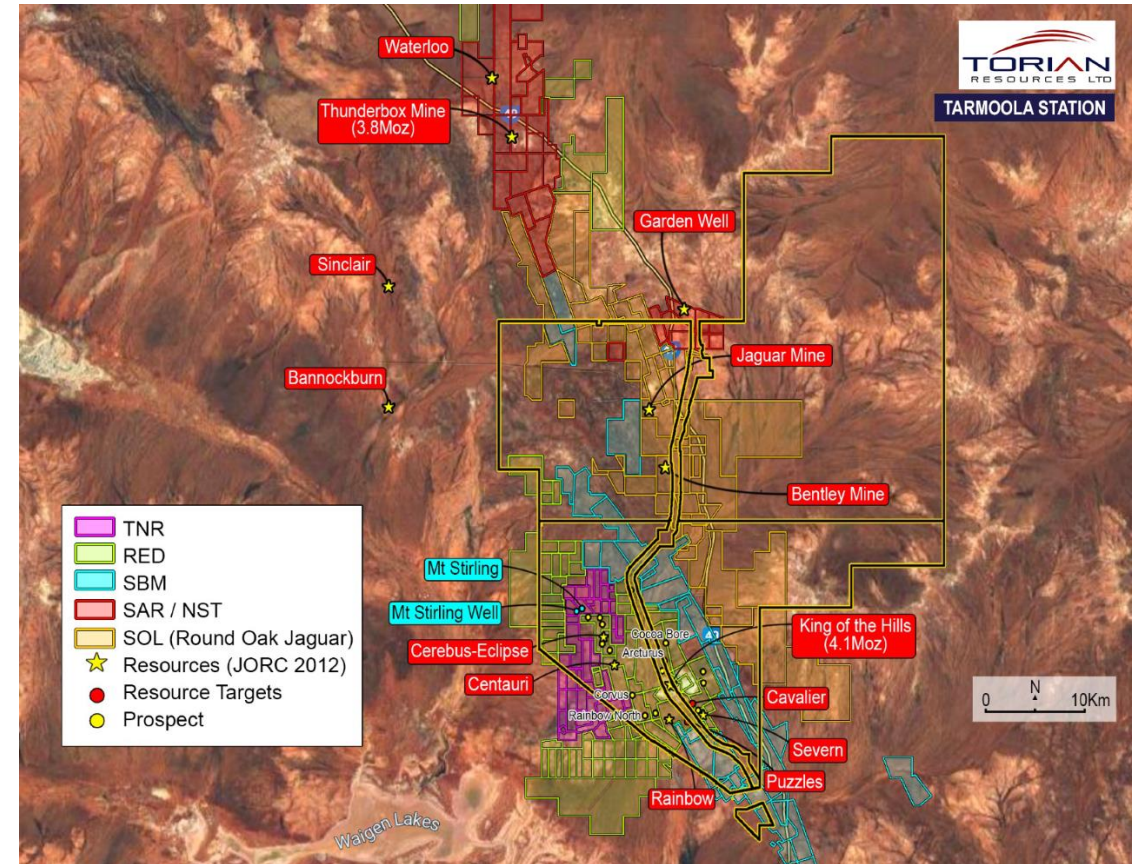 TORIAN
RESOURCES LTD
TARMOOLA STATION
Waterloo
Thunderbox Mine
(3.8Moz)
Garden Well
Sinclair
Jaguar Mine
Bannockburn
Bentley Mine
TNR
RED
SBM
SAR / NST
SOL (Round Oak Jaguar)
Resources (JORC 2012)
Resource Targets
Prospect
Mt Stirling
Mt Stirling Well
Cerebus-Eclipse
Centauri
Cocoa Bore
Arcturus
Corvus
Rainbow North
King of the Hills
(4.1Moz)
Cavalier
Severn
Puzzles
Rainbow
N
0 10Km
Waigen Lakes